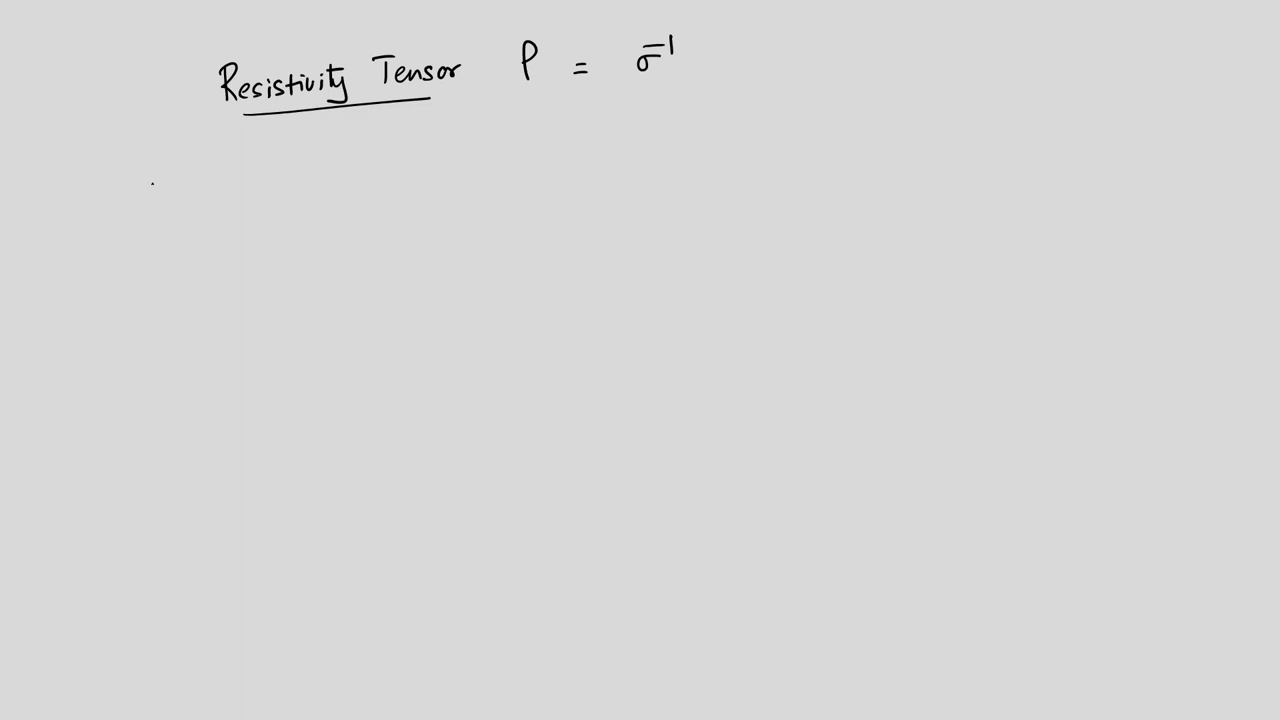 Resistivity Tensor ρ = σ⁻¹